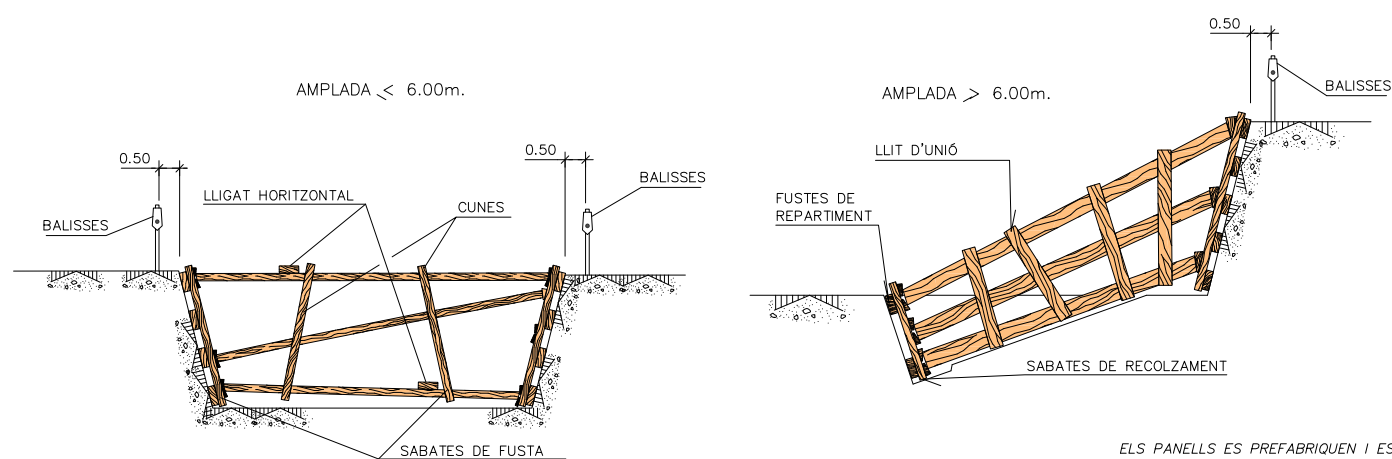 AMPLADA < 6.00m.
0.50
0.50
BALISSES
BALISSES
LLIGAT HORITZONTAL
CUNES
SABATES DE FUSTA
AMPLADA > 6.00m.
0.50
BALISSES
LLIT D'UNIÓ
FUSTES DE
REPARTIMENT
SABATES DE RECOLZAMENT
ELS PANELLS ES PREFABRIQUEN I ES